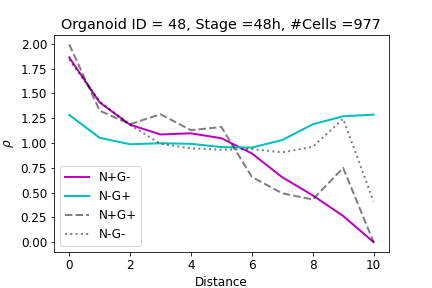 Organoid ID = 48, Stage =48h, #Cells =977
2.00
1.75
1.50
1.25
1.00
0.75
0.50
0.25
0.00
ρ
N+G-
N-G+
N+G+
N-G-
0 2 4 6 8 10
Distance